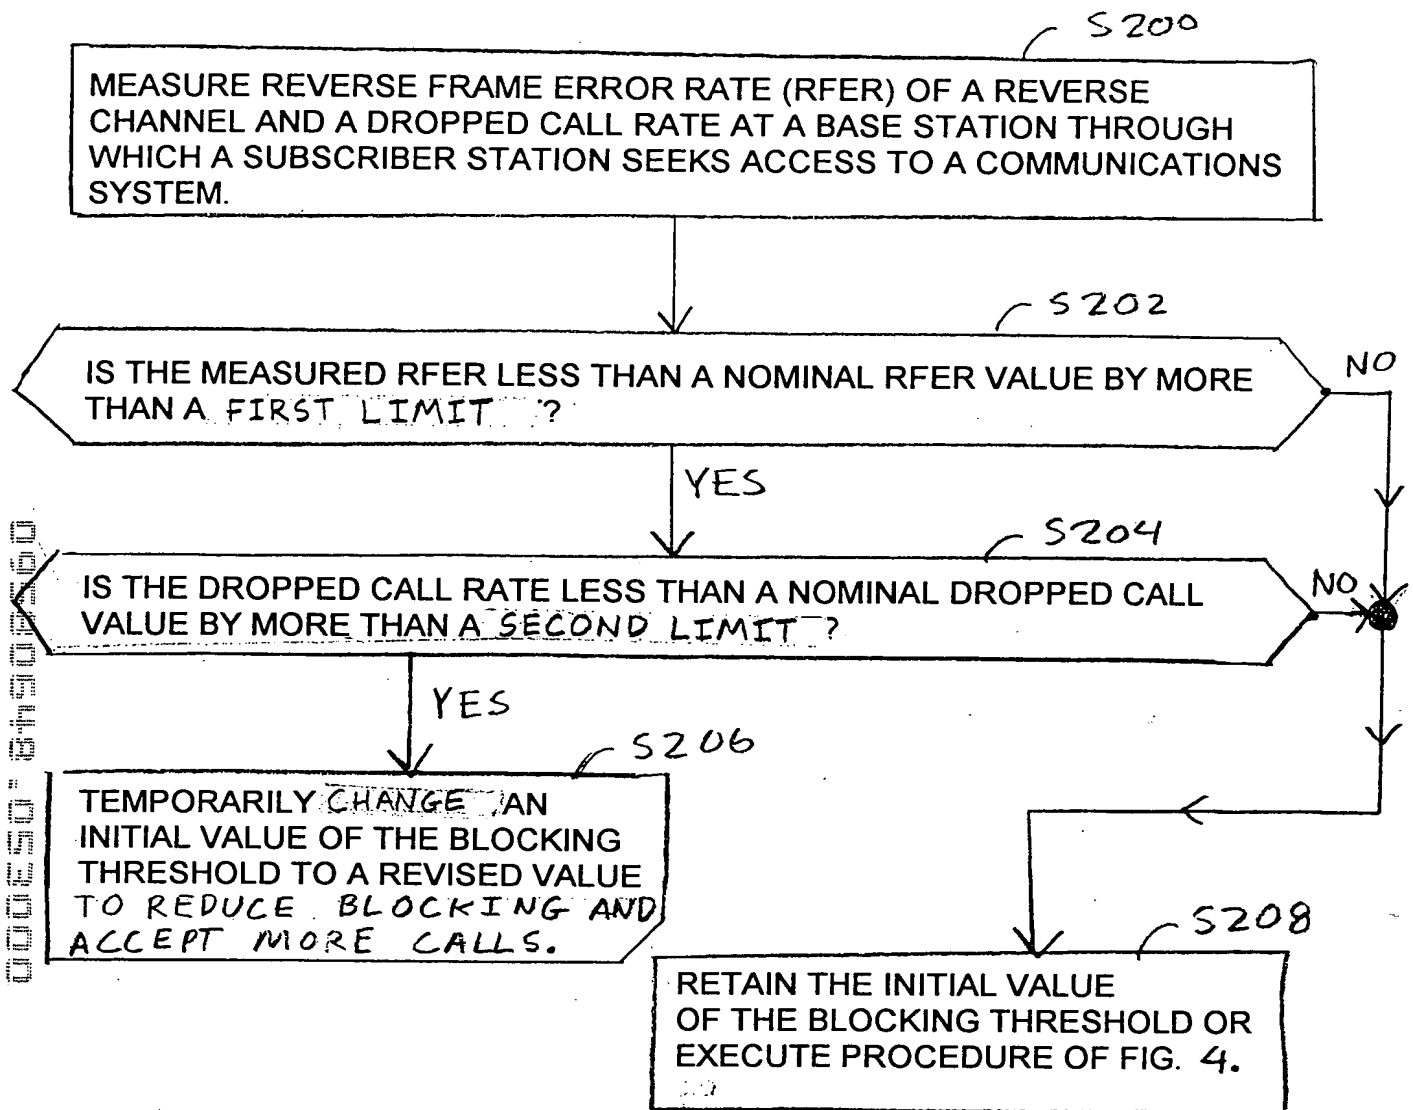 S200
MEASURE REVERSE FRAME ERROR RATE (RFER) OF A REVERSE
CHANNEL AND A DROPPED CALL RATE AT A BASE STATION THROUGH
WHICH A SUBSCRIBER STATION SEEKS ACCESS TO A COMMUNICATIONS
SYSTEM.
S202
IS THE MEASURED RFER LESS THAN A NOMINAL RFER VALUE BY MORE
THAN A FIRST LIMIT ?
NO
YES
S204
IS THE DROPPED CALL RATE LESS THAN A NOMINAL DROPPED CALL
VALUE BY MORE THAN A SECOND LIMIT ?
NO
YES
S206
TEMPORARILY CHANGE AN
INITIAL VALUE OF THE BLOCKING
THRESHOLD TO A REVISED VALUE
TO REDUCE BLOCKING AND
ACCEPT MORE CALLS.
S208
RETAIN THE INITIAL VALUE
OF THE BLOCKING THRESHOLD OR
EXECUTE PROCEDURE OF FIG. 4.